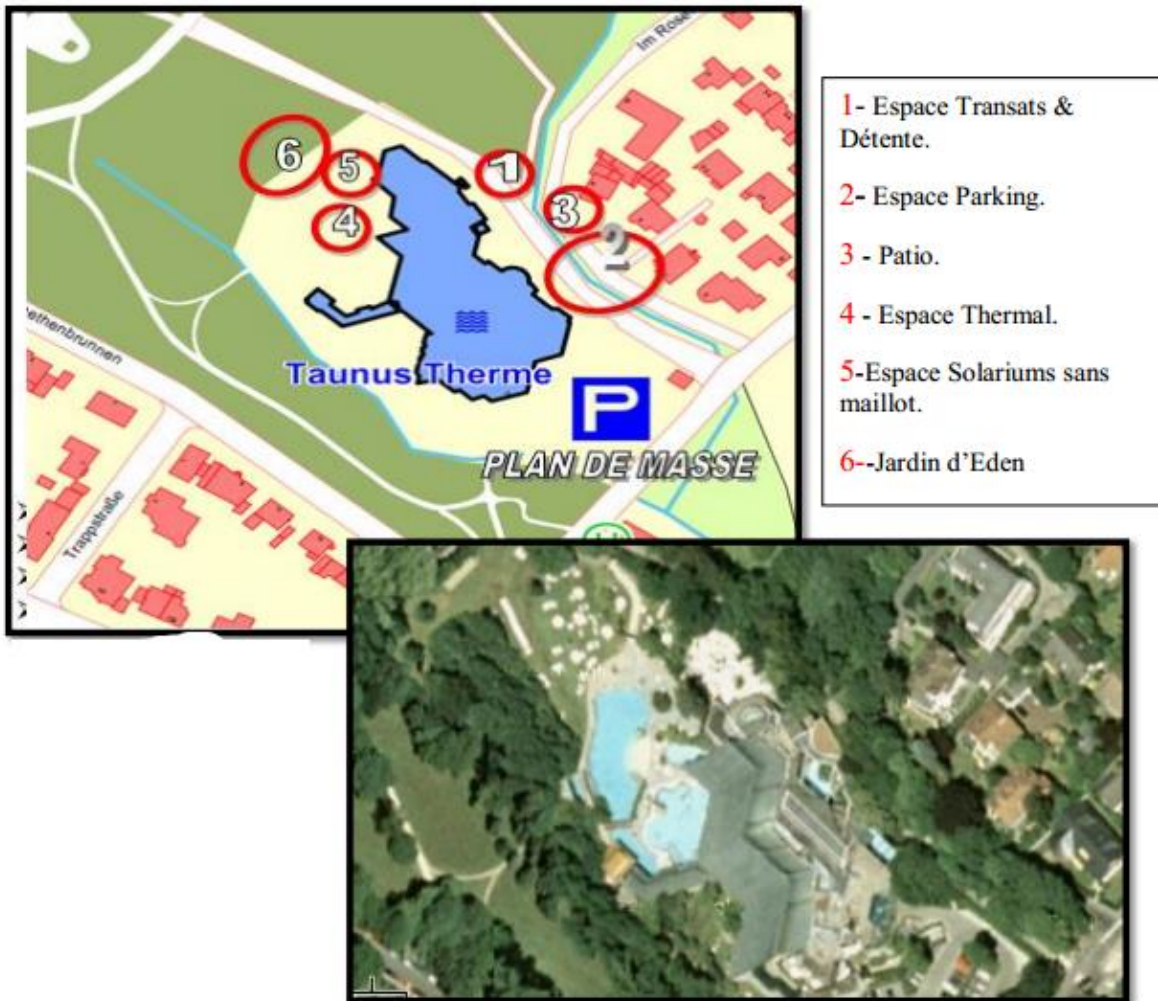 Im Rose
6
5
4
1
3
2
ethenbrunnen
Taunus Therme
P
PLAN DE MASSE
Trappstraße
1- Espace Transats &
Détente.
2- Espace Parking.
3 - Patio.
4 - Espace Thermal.
5-Espace Solariums sans
maillot.
6--Jardin d'Eden